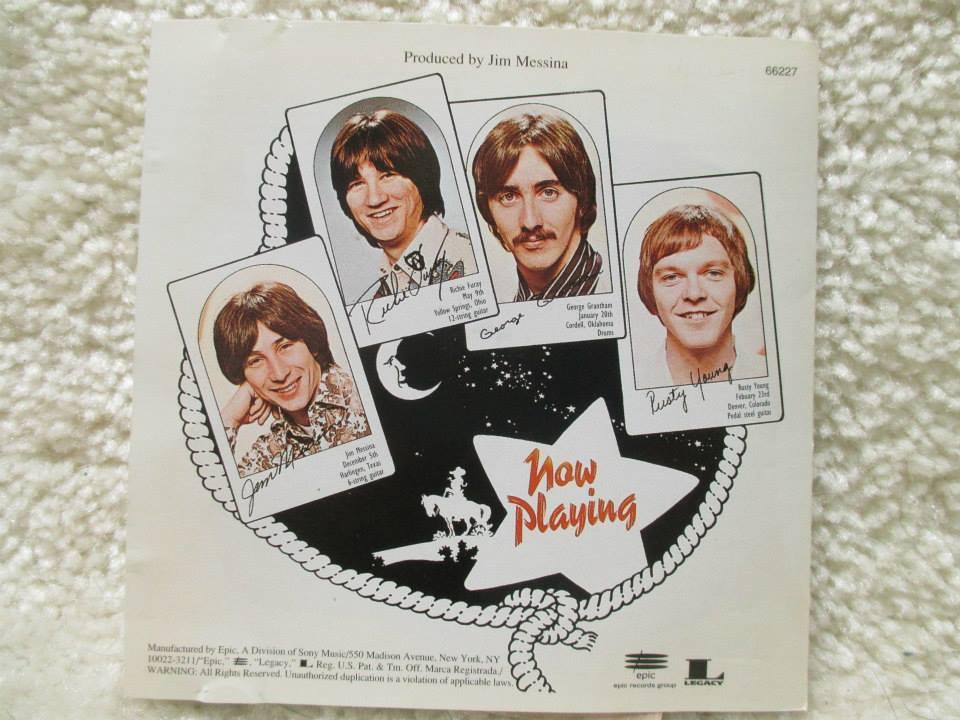 Produced by Jim Messina
66227
Richie Furay
Richie Furay
May 9th
Yellow Springs, Ohio
12-string guitar
George
George Grantham
January 20th
Cordell, Oklahoma
Drums
Rusty Young
Rusty Young
Febuary 23rd
Denver, Colorado
Pedal steel guitar
Jim Messina
December 5th
Harlingen, Texas
6-string guitar
Now
Playing
Manufactured by Epic, A Division of Sony Music/550 Madison Avenue, New York, NY
10022-3211/"Epic," , "Legacy," L Reg. U.S. Pat. & Tm. Off. Marca Registrada./
WARNING: All Rights Reserved. Unauthorized duplication is a violation of applicable laws.
epic
epic records group
L
LEGACY